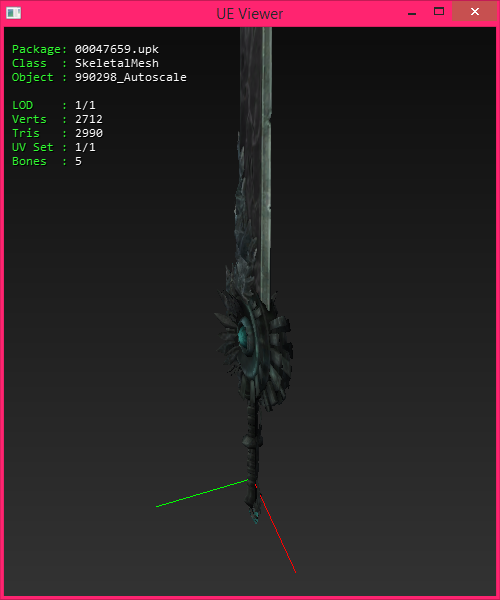 UE Viewer
Package: 00047659.upk
Class  : SkeletalMesh
Object : 990298_Autoscale
LOD    : 1/1
Verts  : 2712
Tris   : 2990
UV Set : 1/1
Bones  : 5